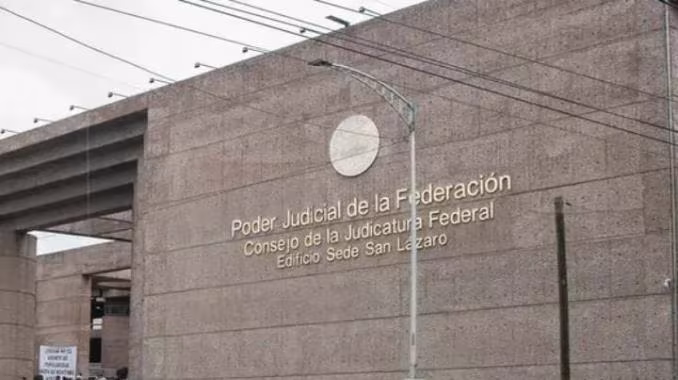 Poder Judicial de la Federación
Consejo de la Judicatura Federal
Edificio Sede San Lázaro